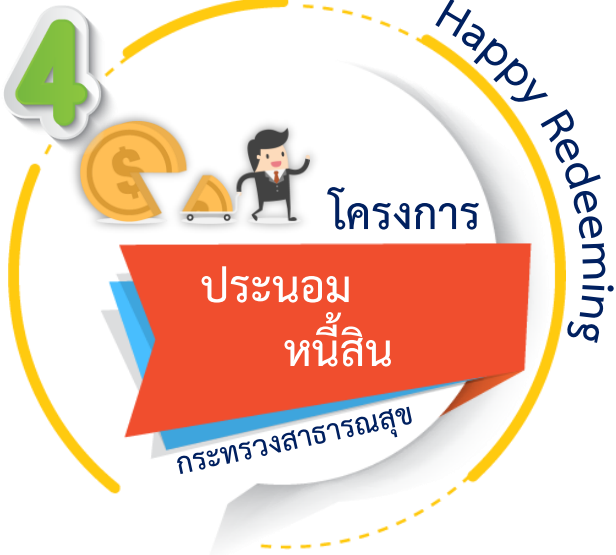 4
Happy Redeeming
$
โครงการ
ประนอม
หนี้สิน
กระทรวงสาธารณสุข